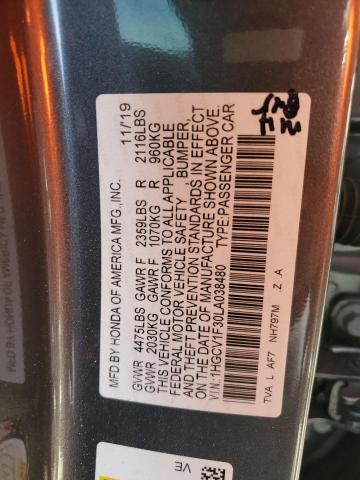 MFD.BY HONDA OF AMERICA MFG.,INC. 11/19
GVWR 4475LBS GAWR F 2359LBS R 2116LBS
GVWR 2030KG GAWR F 1070KG R 960KG
THIS VEHICLE CONFORMS TO ALL APPLICABLE
FEDERAL MOTOR VEHICLE SAFETY , BUMPER,
AND THEFT PREVENTION STANDARDS IN EFFECT
ON THE DATE OF MANUFACTURE SHOWN ABOVE.
VIN:1HGCV1F30LA038480 TYPE:PASSENGER CAR
TVA L AF7 NH797M Z A
VE